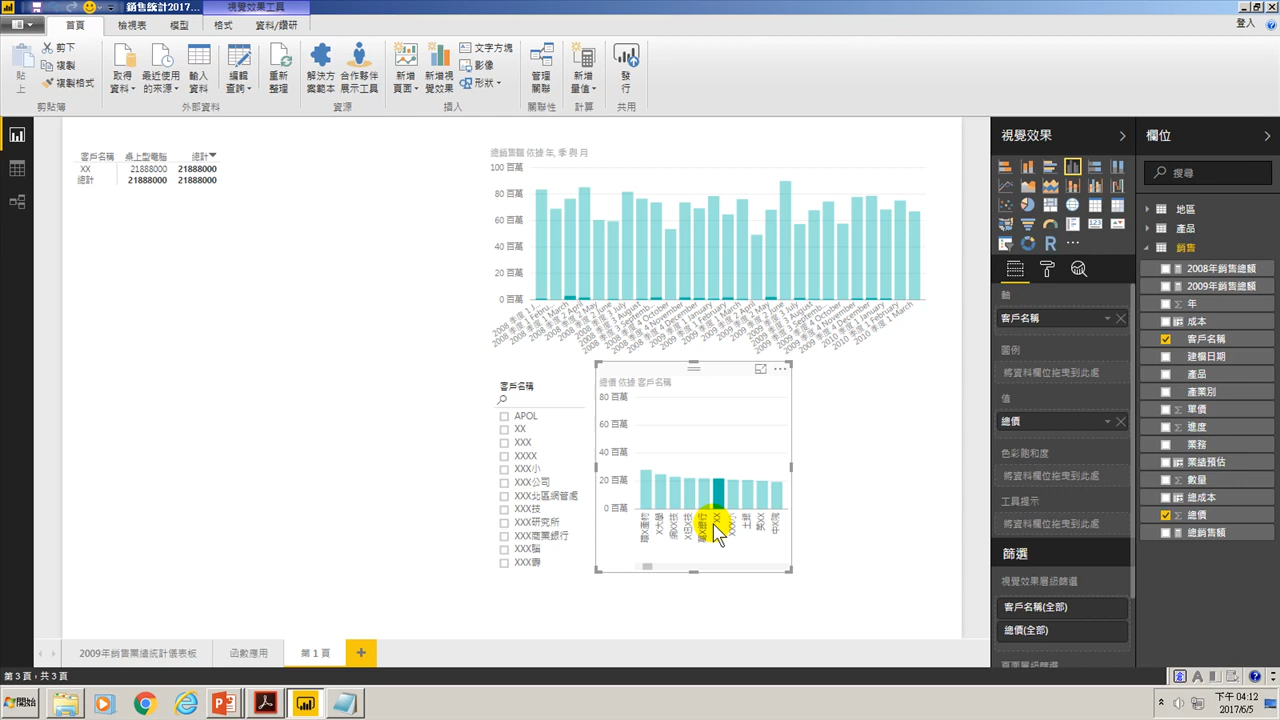 銷售統計2017...
視覺效果工具
首頁
檢視表
模型
格式
資料/鑽研
登入
貼上
剪下
複製
複製格式
剪貼簿
取得資料
最近使用的來源
輸入資料
編輯查詢
重新整理
外部資料
解決方案範本
合作夥伴展示工具
資源
新增頁面
新增視覺效果
文字方塊
影像
形狀
插入
管理關聯
關聯性
新增量值
計算
發行
共用
客戶名稱 桌上型電腦 總計
XX 21888000 21888000
總計 21888000 21888000
總銷售額 依據 年, 季 與 月
100 百萬
80 百萬
60 百萬
40 百萬
20 百萬
0 百萬
客戶名稱
APOL
XX
XXX
XXXX
XXX小
XXX公司
XXX北區網管處
XXX技
XXX研究所
XXX商業銀行
XXX腦
XXX壽
總價 依據 客戶名稱
80 百萬
60 百萬
40 百萬
20 百萬
0 百萬
X大學
XX
XXX小
中X院
視覺效果
軸
客戶名稱
圖例
將資料欄位拖曳到此處
值
總價
色彩飽和度
將資料欄位拖曳到此處
工具提示
將資料欄位拖曳到此處
篩選
視覺效果層級篩選
客戶名稱(全部)
總價(全部)
頁面層級篩選
欄位
搜尋
地區
產品
銷售
2008年銷售總額
2009年銷售總額
年
成本
客戶名稱
建檔日期
產品
產業別
單價
進度
業務
業績預估
數量
總成本
總價
總銷售額
2009年銷售業績統計儀表板
函數應用
第 1 頁
第 3 頁，共 3 頁
開始
下午 04:12
2017/6/5